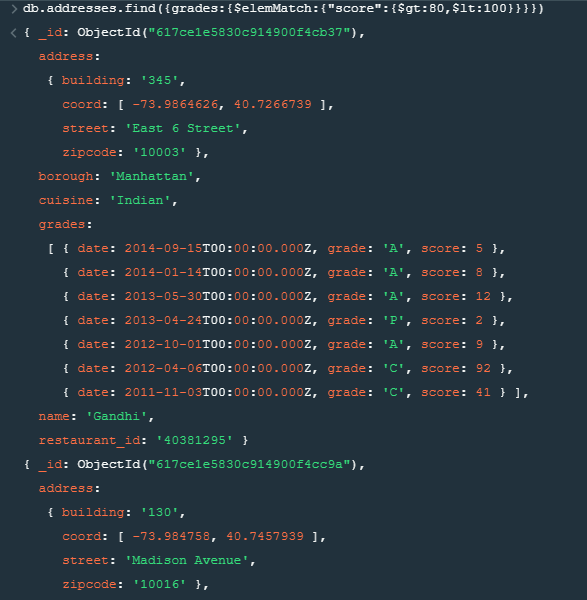 > db.addresses.find({grades:{$elemMatch:{"score":{$gt:80,$lt:100}}}})
< { _id: ObjectId("617ce1e5830c914900f4cb37"),
address:
{ building: '345',
coord: [ -73.9864626, 40.7266739 ],
street: 'East 6 Street',
zipcode: '10003' },
borough: 'Manhattan',
cuisine: 'Indian',
grades:
[ { date: 2014-09-15T00:00:00.000Z, grade: 'A', score: 5 },
{ date: 2014-01-14T00:00:00.000Z, grade: 'A', score: 8 },
{ date: 2013-05-30T00:00:00.000Z, grade: 'A', score: 12 },
{ date: 2013-04-24T00:00:00.000Z, grade: 'P', score: 2 },
{ date: 2012-10-01T00:00:00.000Z, grade: 'A', score: 9 },
{ date: 2012-04-06T00:00:00.000Z, grade: 'C', score: 92 },
{ date: 2011-11-03T00:00:00.000Z, grade: 'C', score: 41 } ],
name: 'Gandhi',
restaurant_id: '40381295' }
{ _id: ObjectId("617ce1e5830c914900f4cc9a"),
address:
{ building: '130',
coord: [ -73.984758, 40.7457939 ],
street: 'Madison Avenue',
zipcode: '10016' },